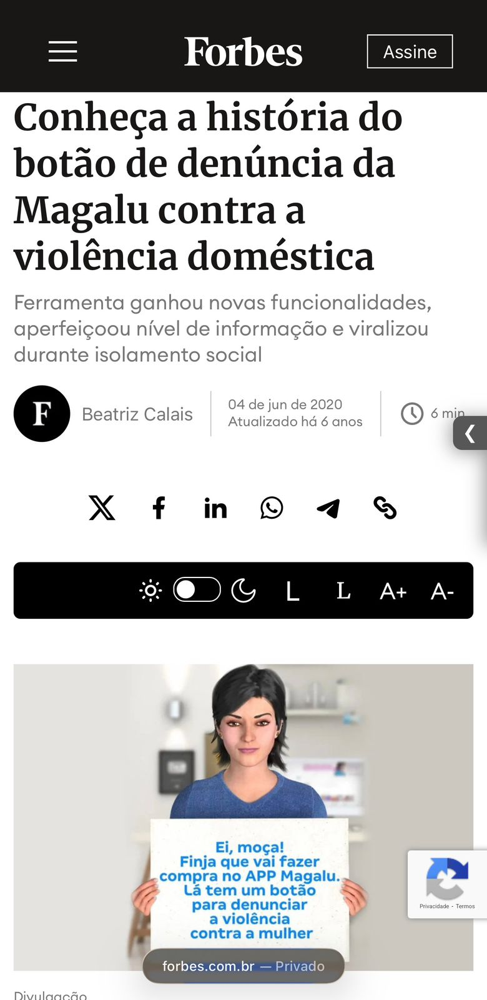 Forbes
Assine
Conheça a história do
botão de denúncia da
Magalu contra a
violência doméstica
Ferramenta ganhou novas funcionalidades,
aperfeiçoou nível de informação e viralizou
durante isolamento social
F
Beatriz Calais
04 de jun de 2020
Atualizado há 6 anos
6 min
L L A+ A-
Ei, moça!
Finja que vai fazer
compra no APP Magalu.
Lá tem um botão
para denunciar
a violência
contra a mulher
Privacidade - Termos
forbes.com.br — Privado
Divulgação